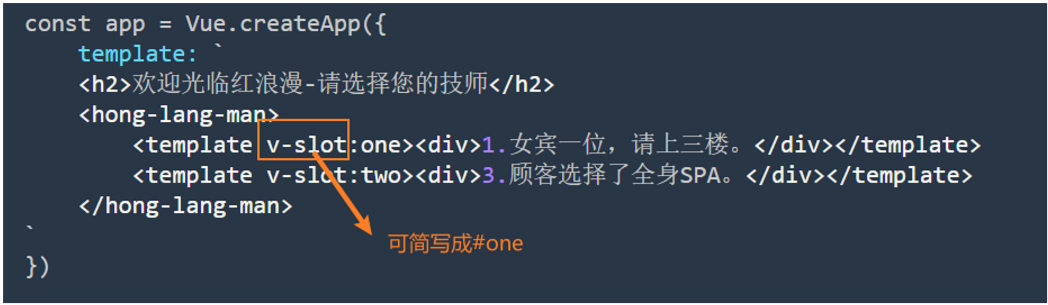 const app = Vue.createApp({
template: `
<h2>欢迎光临红浪漫-请选择您的技师</h2>
<hong-lang-man>
<template v-slot:one><div>1.女宾一位，请上三楼。</div></template>
<template v-slot:two><div>3.顾客选择了全身SPA。</div></template>
</hong-lang-man>
`
可简写成#one
})